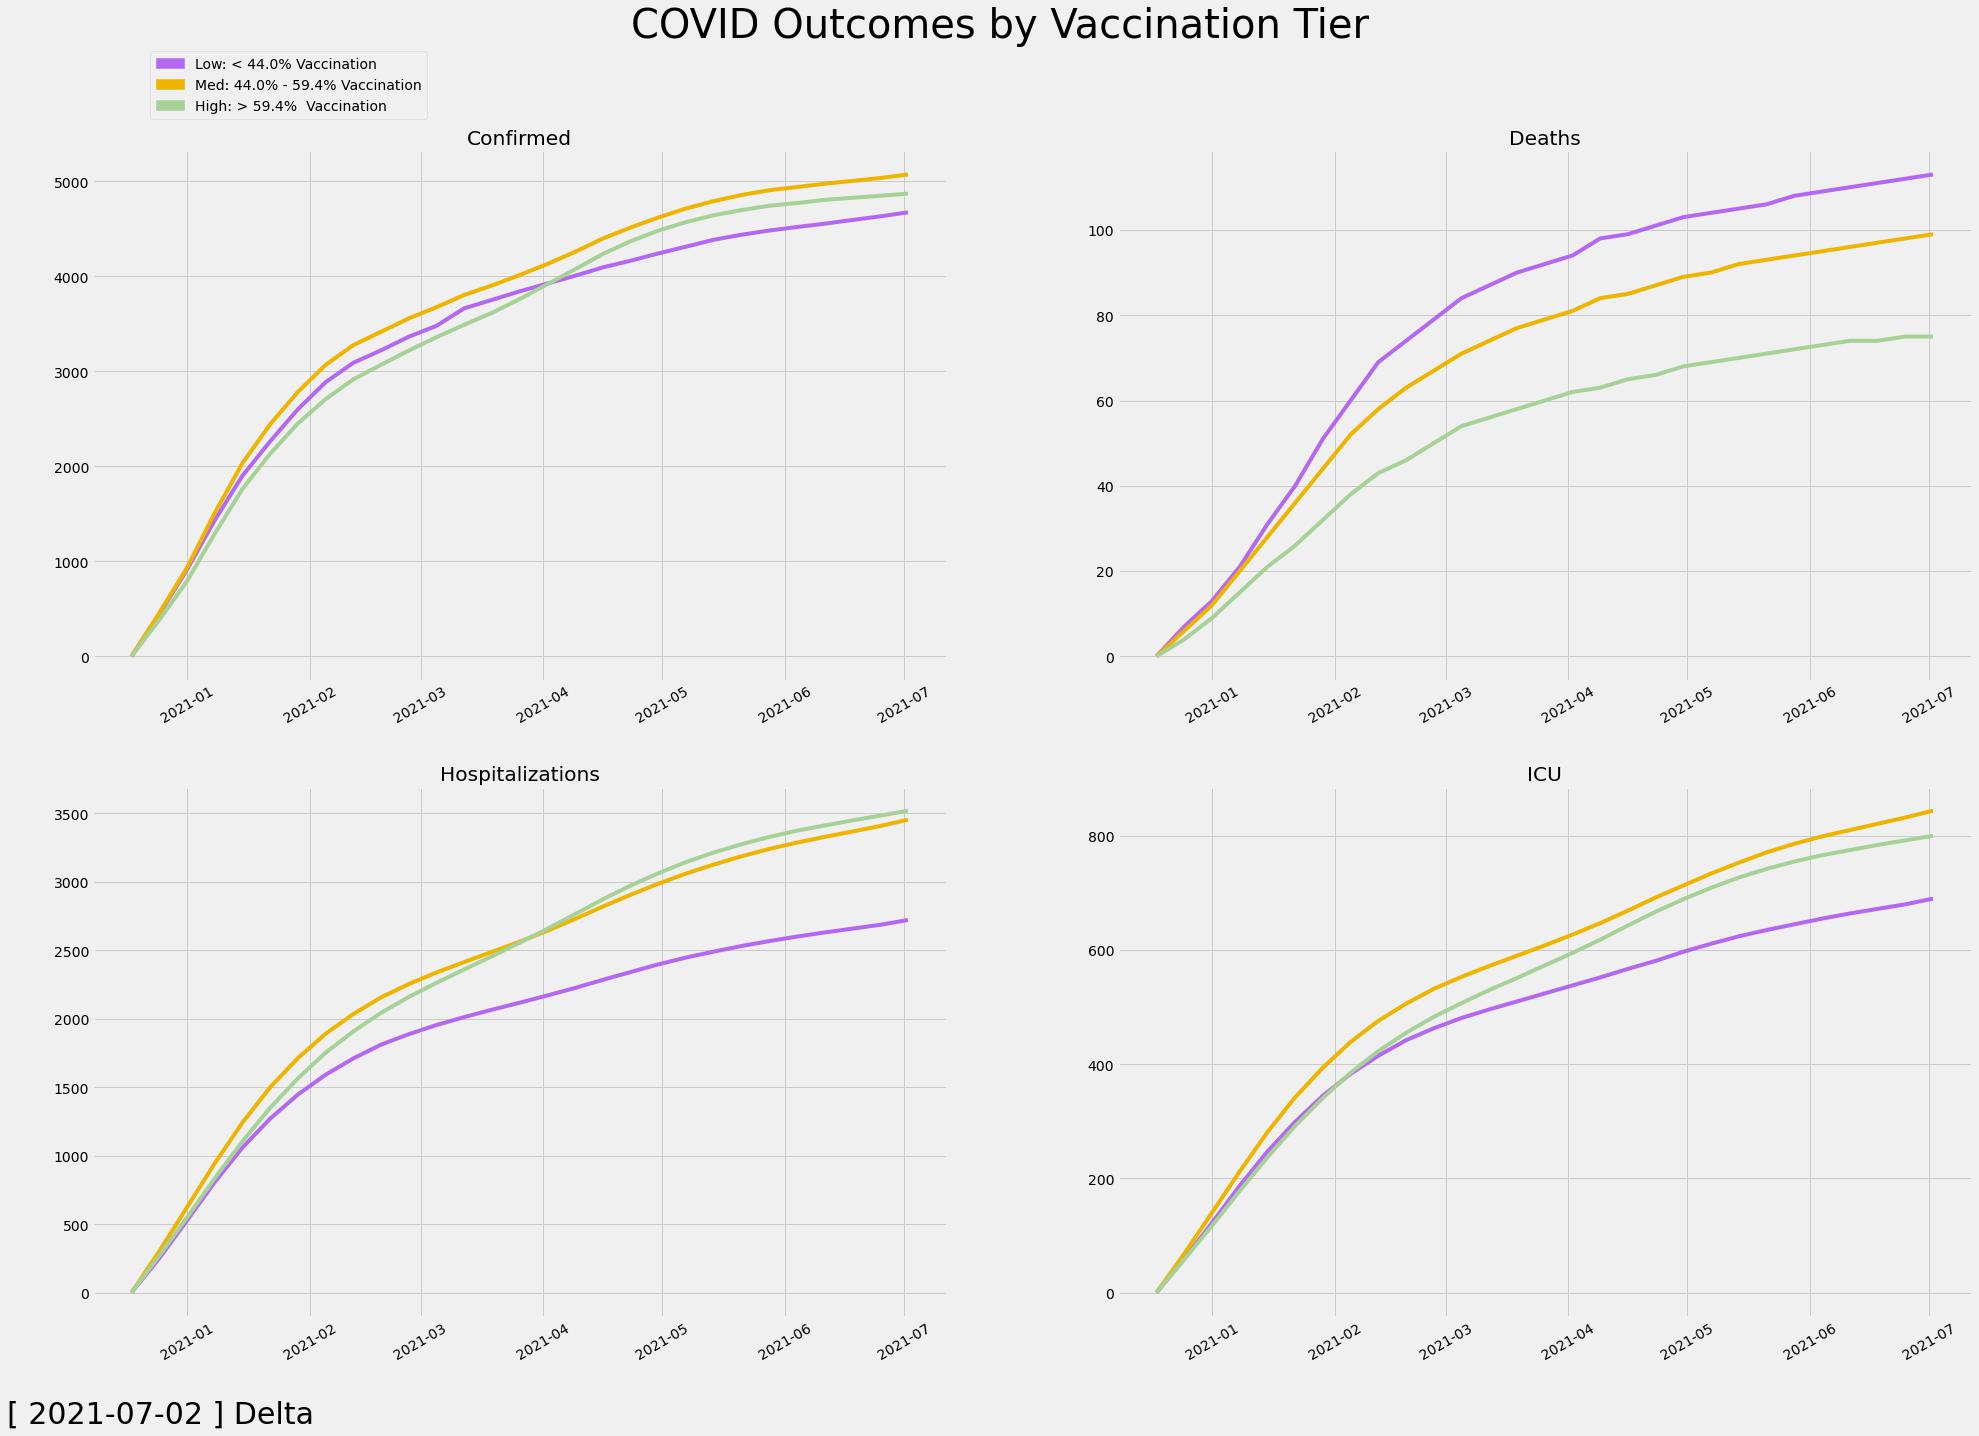 COVID Outcomes by Vaccination Tier
Low: < 44.0% Vaccination
Med: 44.0% - 59.4% Vaccination
High: > 59.4%  Vaccination
Confirmed
5000
4000
3000
2000
1000
0
2021-01 2021-02 2021-03 2021-04 2021-05 2021-06 2021-07
Deaths
100
80
60
40
20
0
2021-01 2021-02 2021-03 2021-04 2021-05 2021-06 2021-07
Hospitalizations
3500
3000
2500
2000
1500
1000
500
0
2021-01 2021-02 2021-03 2021-04 2021-05 2021-06 2021-07
ICU
800
600
400
200
0
2021-01 2021-02 2021-03 2021-04 2021-05 2021-06 2021-07
[ 2021-07-02 ] Delta